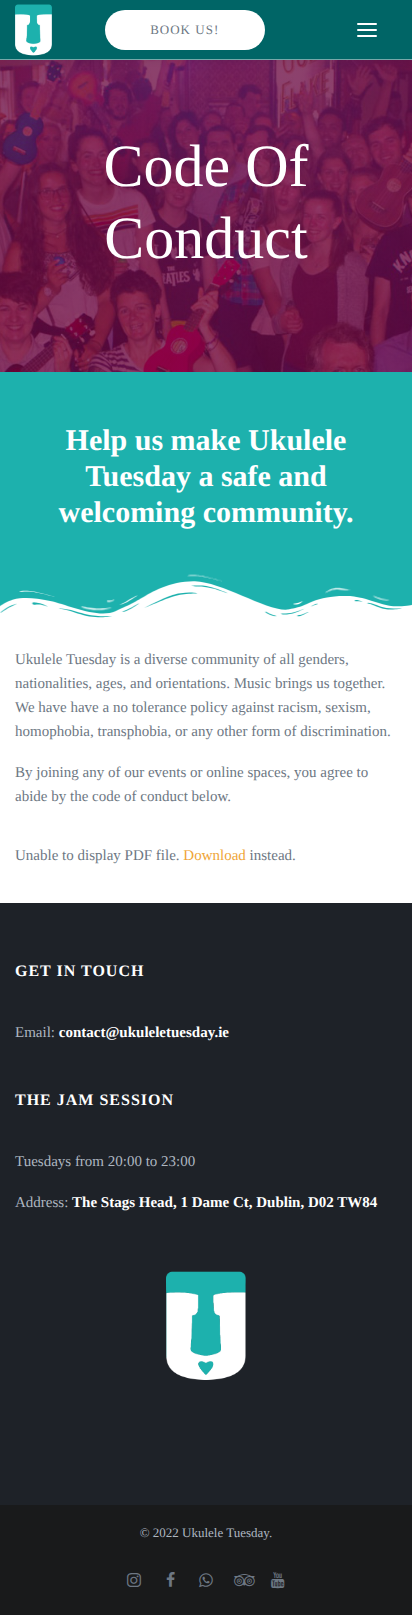 BOOK US!
Code Of
Conduct
Help us make Ukulele
Tuesday a safe and
welcoming community.
Ukulele Tuesday is a diverse community of all genders,
nationalities, ages, and orientations. Music brings us together.
We have have a no tolerance policy against racism, sexism,
homophobia, transphobia, or any other form of discrimination.
By joining any of our events or online spaces, you agree to
abide by the code of conduct below.
Unable to display PDF file. Download instead.
GET IN TOUCH
Email: contact@ukuleletuesday.ie
THE JAM SESSION
Tuesdays from 20:00 to 23:00
Address: The Stags Head, 1 Dame Ct, Dublin, D02 TW84
© 2022 Ukulele Tuesday.